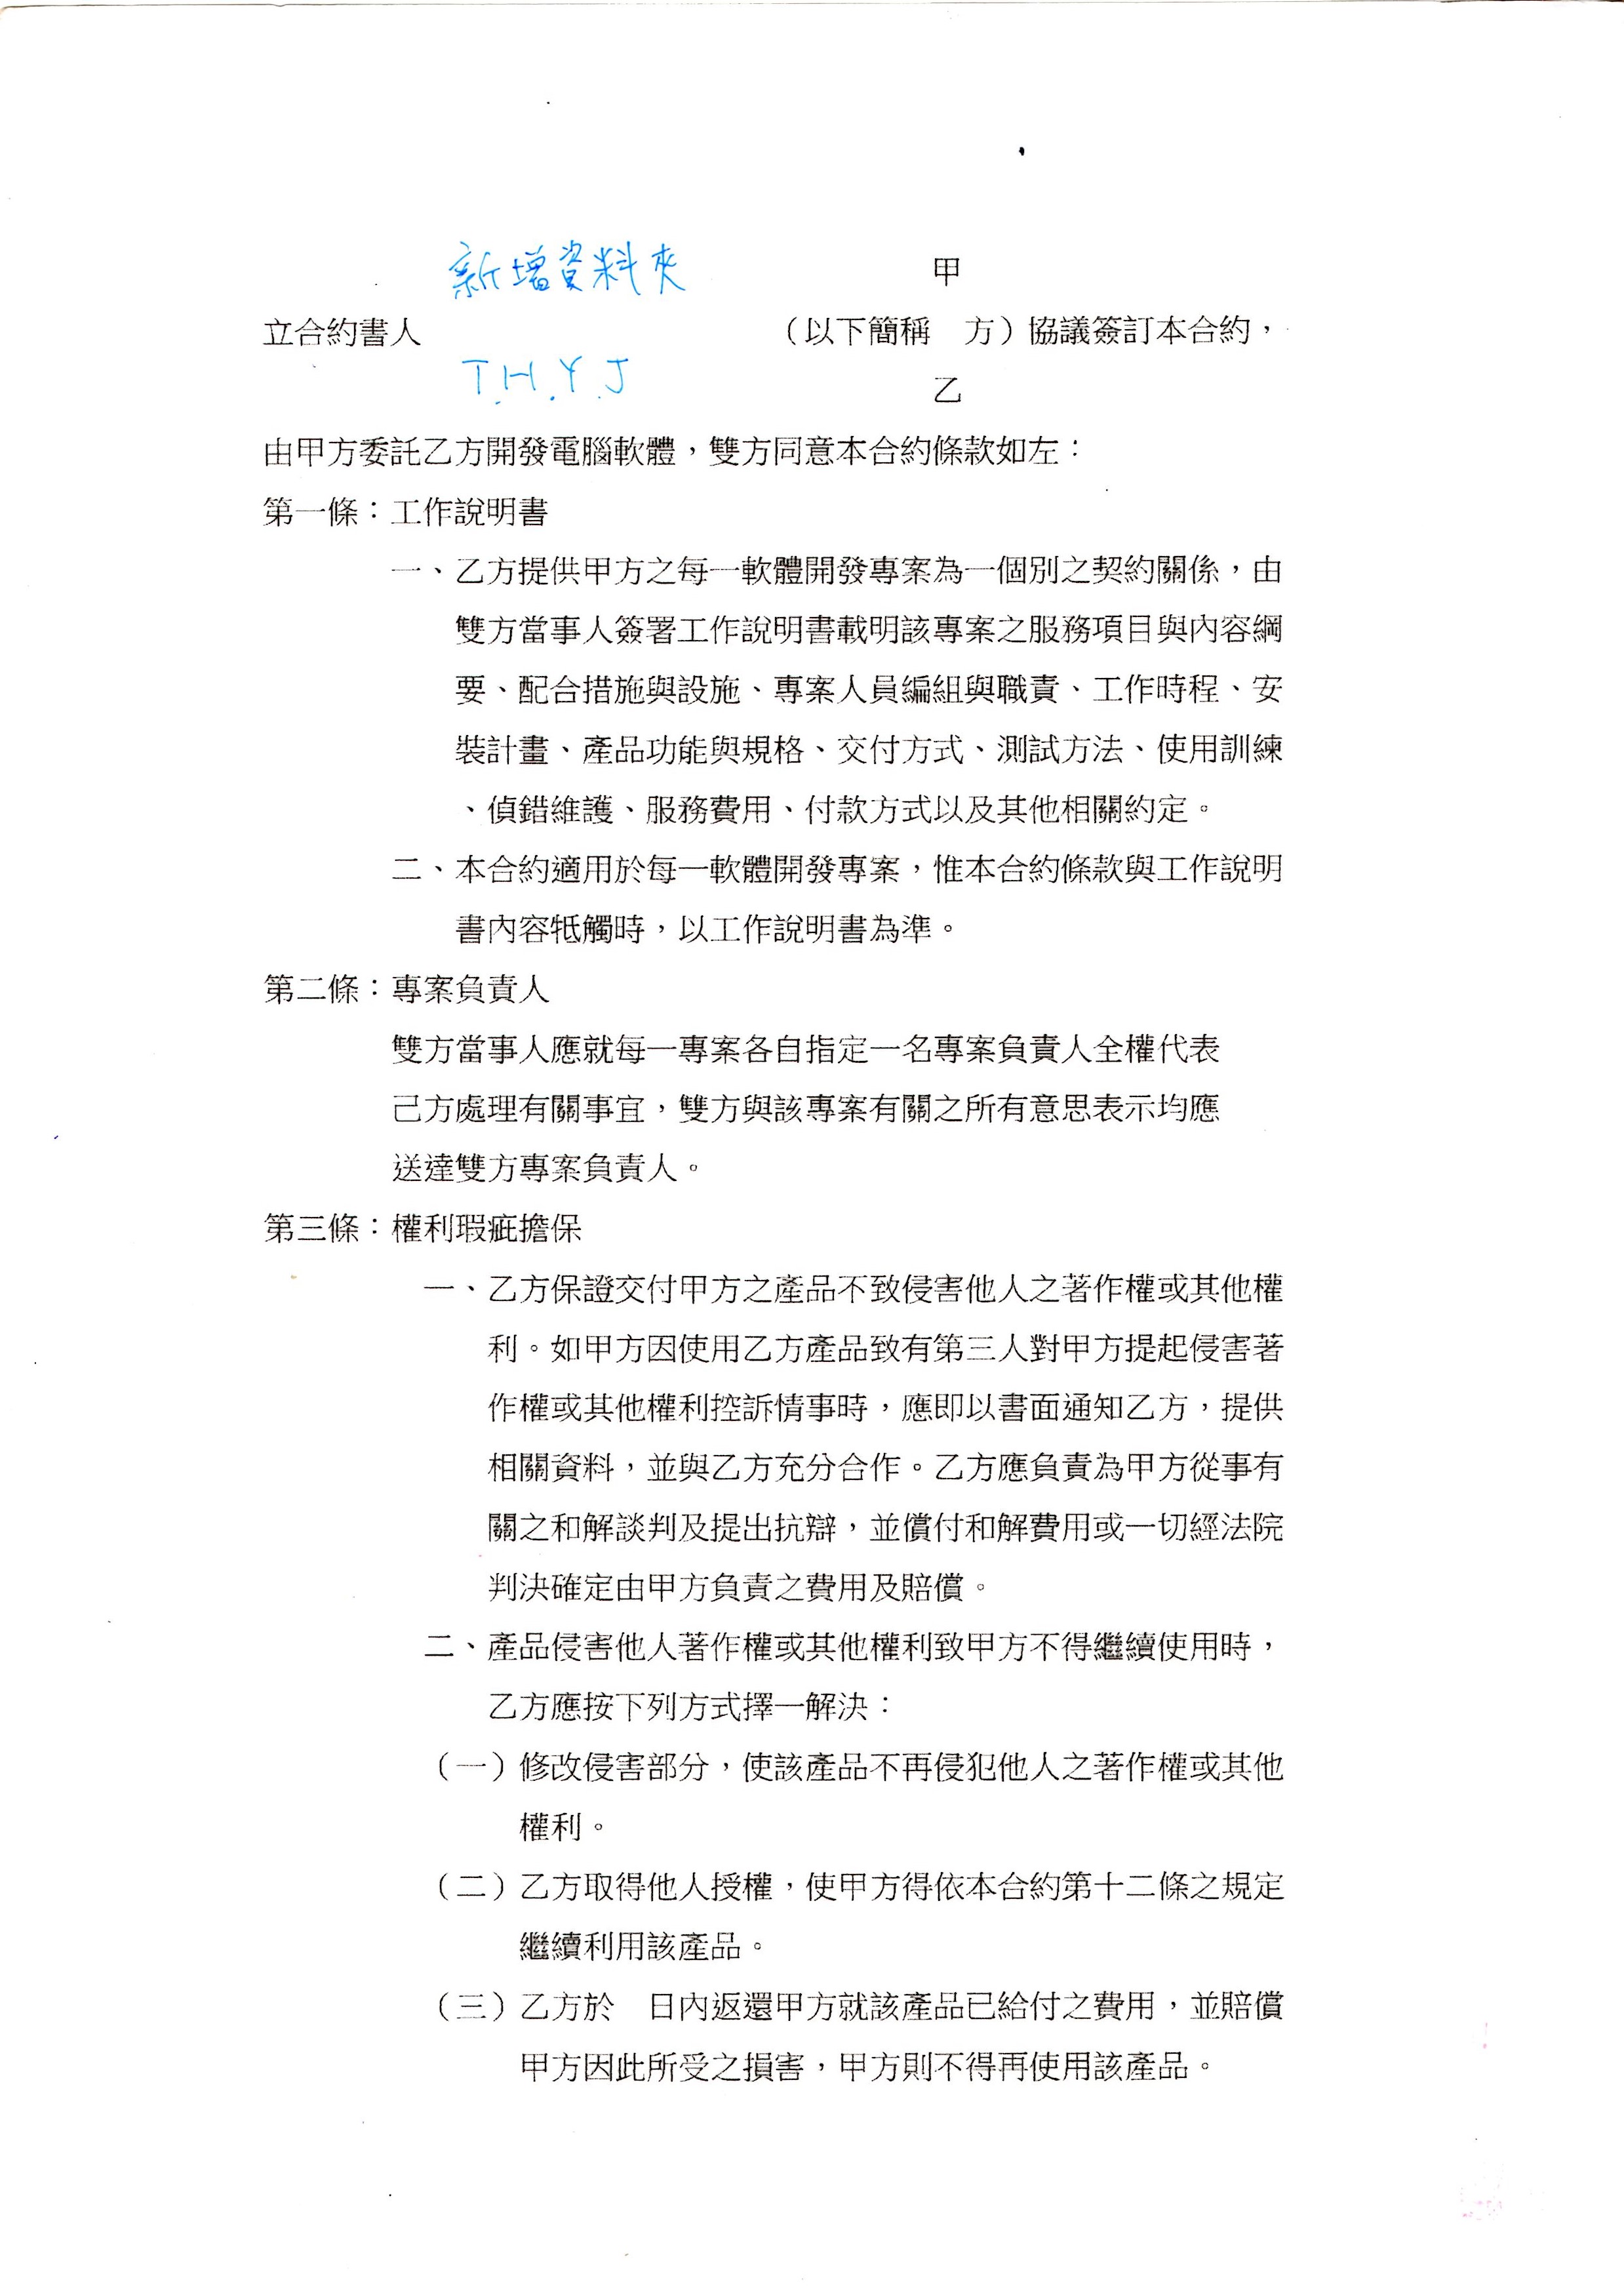 新增資料夾
甲
立合約書人（以下簡稱　方）協議簽訂本合約，
T.H.Y.J
乙
由甲方委託乙方開發電腦軟體，雙方同意本合約條款如左：
第一條：工作說明書
一、乙方提供甲方之每一軟體開發專案為一個別之契約關係，由
雙方當事人簽署工作說明書載明該專案之服務項目與內容綱
要、配合措施與設施、專案人員編組與職責、工作時程、安
裝計畫、產品功能與規格、交付方式、測試方法、使用訓練
、偵錯維護、服務費用、付款方式以及其他相關約定。
二、本合約適用於每一軟體開發專案，惟本合約條款與工作說明
書內容牴觸時，以工作說明書為準。
第二條：專案負責人
雙方當事人應就每一專案各自指定一名專案負責人全權代表
己方處理有關事宜，雙方與該專案有關之所有意思表示均應
送達雙方專案負責人。
第三條：權利瑕疵擔保
一、乙方保證交付甲方之產品不致侵害他人之著作權或其他權
利。如甲方因使用乙方產品致有第三人對甲方提起侵害著
作權或其他權利控訴情事時，應即以書面通知乙方，提供
相關資料，並與乙方充分合作。乙方應負責為甲方從事有
關之和解談判及提出抗辯，並償付和解費用或一切經法院
判決確定由甲方負責之費用及賠償。
二、產品侵害他人著作權或其他權利致甲方不得繼續使用時，
乙方應按下列方式擇一解決：
（一）修改侵害部分，使該產品不再侵犯他人之著作權或其他
權利。
（二）乙方取得他人授權，使甲方得依本合約第十二條之規定
繼續利用該產品。
（三）乙方於　日內返還甲方就該產品已給付之費用，並賠償
甲方因此所受之損害，甲方則不得再使用該產品。